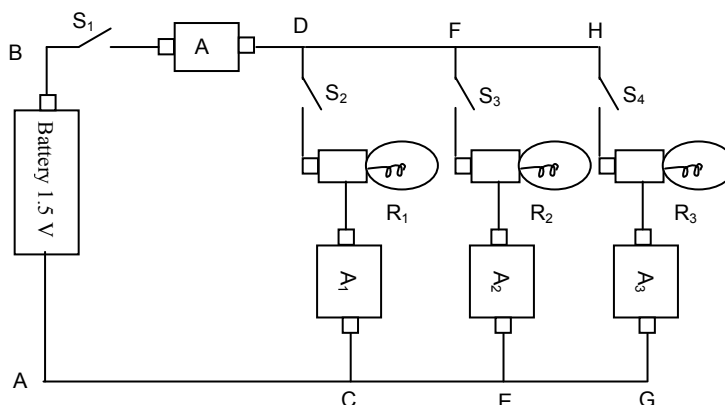 S₁
B
A
D
F
H
S₂
S₃
S₄
Battery 1.5 V
R₁
R₂
R₃
A₁
A₂
A₃
A
C
E
G